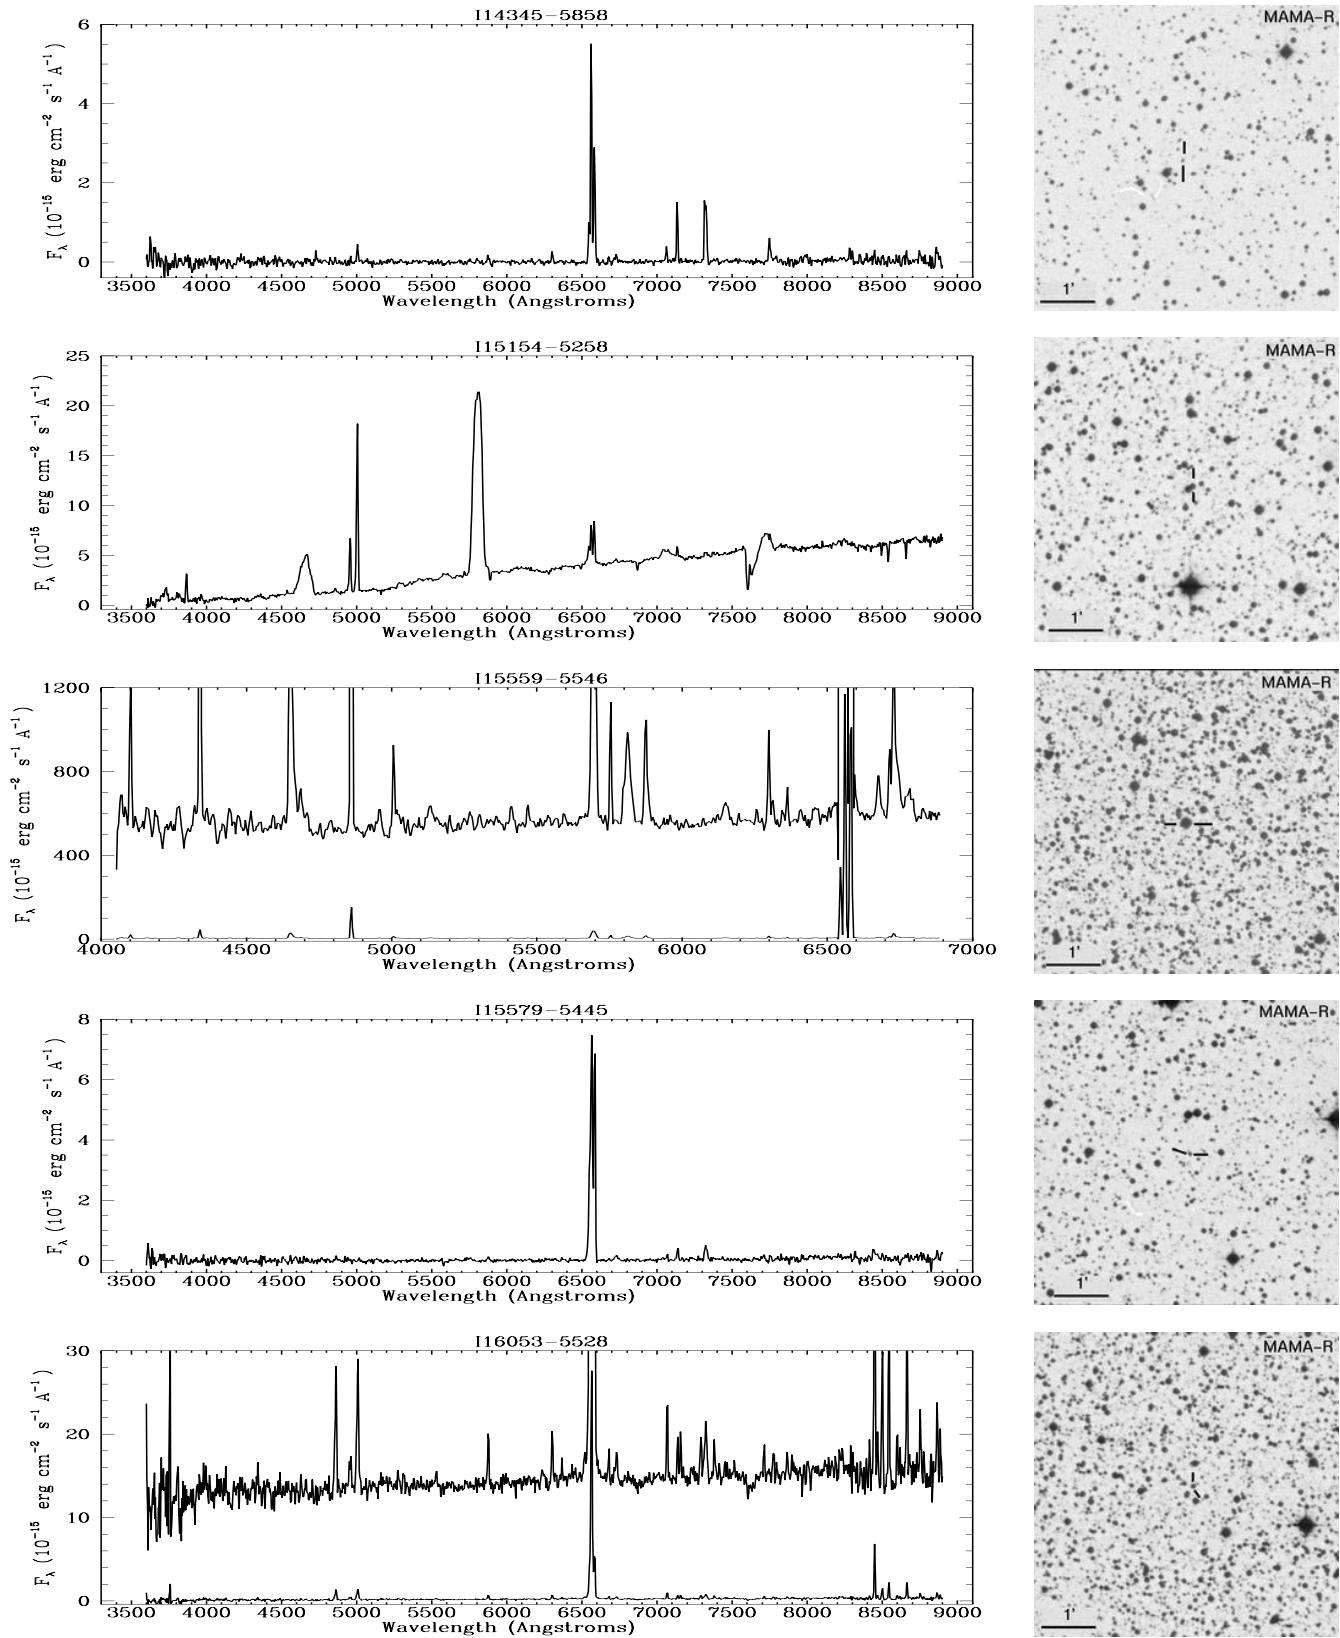 I14345−5858
MAMA-R
6
4
2
0
F_λ (10^−15 erg cm^−2 s^−1 A^−1)
3500 4000 4500 5000 5500 6000 6500 7000 7500 8000 8500 9000
Wavelength (Angstroms)
1'
I15154−5258
MAMA-R
25
20
15
10
5
0
F_λ (10^−15 erg cm^−2 s^−1 A^−1)
3500 4000 4500 5000 5500 6000 6500 7000 7500 8000 8500 9000
Wavelength (Angstroms)
1'
I15559−5546
MAMA-R
1200
800
400
0
F_λ (10^−15 erg cm^−2 s^−1 A^−1)
4000 4500 5000 5500 6000 6500 7000
Wavelength (Angstroms)
1'
I15579−5445
MAMA-R
8
6
4
2
0
F_λ (10^−15 erg cm^−2 s^−1 A^−1)
3500 4000 4500 5000 5500 6000 6500 7000 7500 8000 8500 9000
Wavelength (Angstroms)
1'
I16053−5528
MAMA-R
30
20
10
0
F_λ (10^−15 erg cm^−2 s^−1 A^−1)
3500 4000 4500 5000 5500 6000 6500 7000 7500 8000 8500 9000
Wavelength (Angstroms)
1'